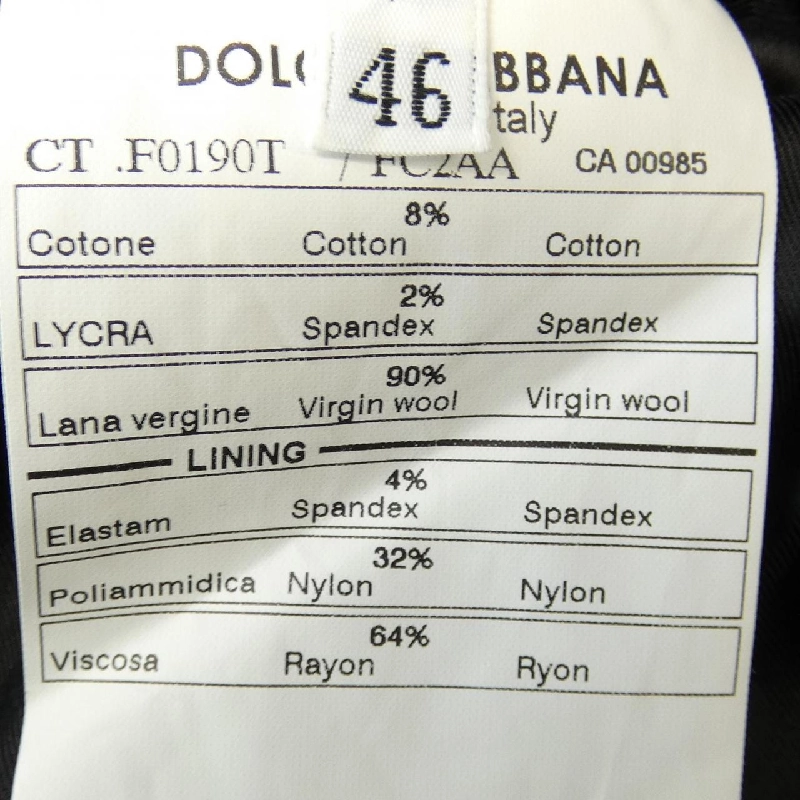 46
DOL BBANA
taly
CT .F0190T / FC2AA CA 00985
8%
Cotone Cotton Cotton
2%
LYCRA Spandex Spandex
90%
Lana vergine Virgin wool Virgin wool
LINING
4%
Elastam Spandex Spandex
32%
Poliammidica Nylon Nylon
64%
Viscosa Rayon Ryon